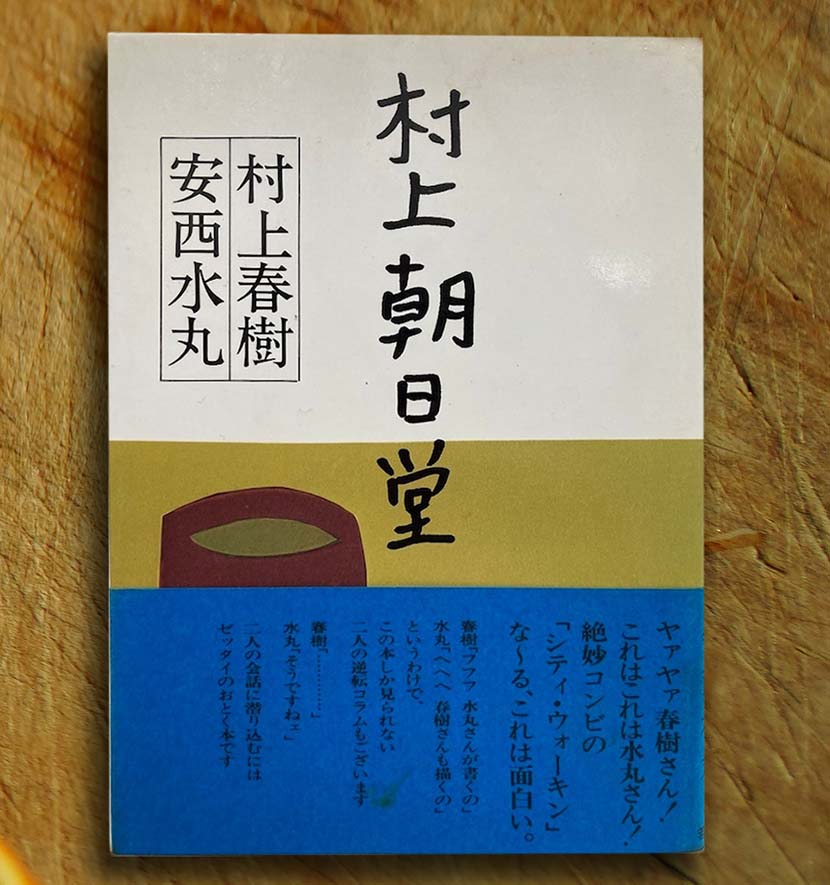 村上朝日堂
村上春樹
安西水丸
ヤァヤァ春樹さん!
これはこれは水丸さん!
絶妙コンビの
「シティ・ウォーキン」
な〜る、これは面白い。
春樹「フフフ 水丸さんが書くの」
水丸「へへへ 春樹さんも描くの」
というわけで、
この本しか見られない
二人の逆転コラムもございます
春樹「…………」
水丸「そうですねェ」
二人の会話に潜り込むには
ゼッタイのおとく本です